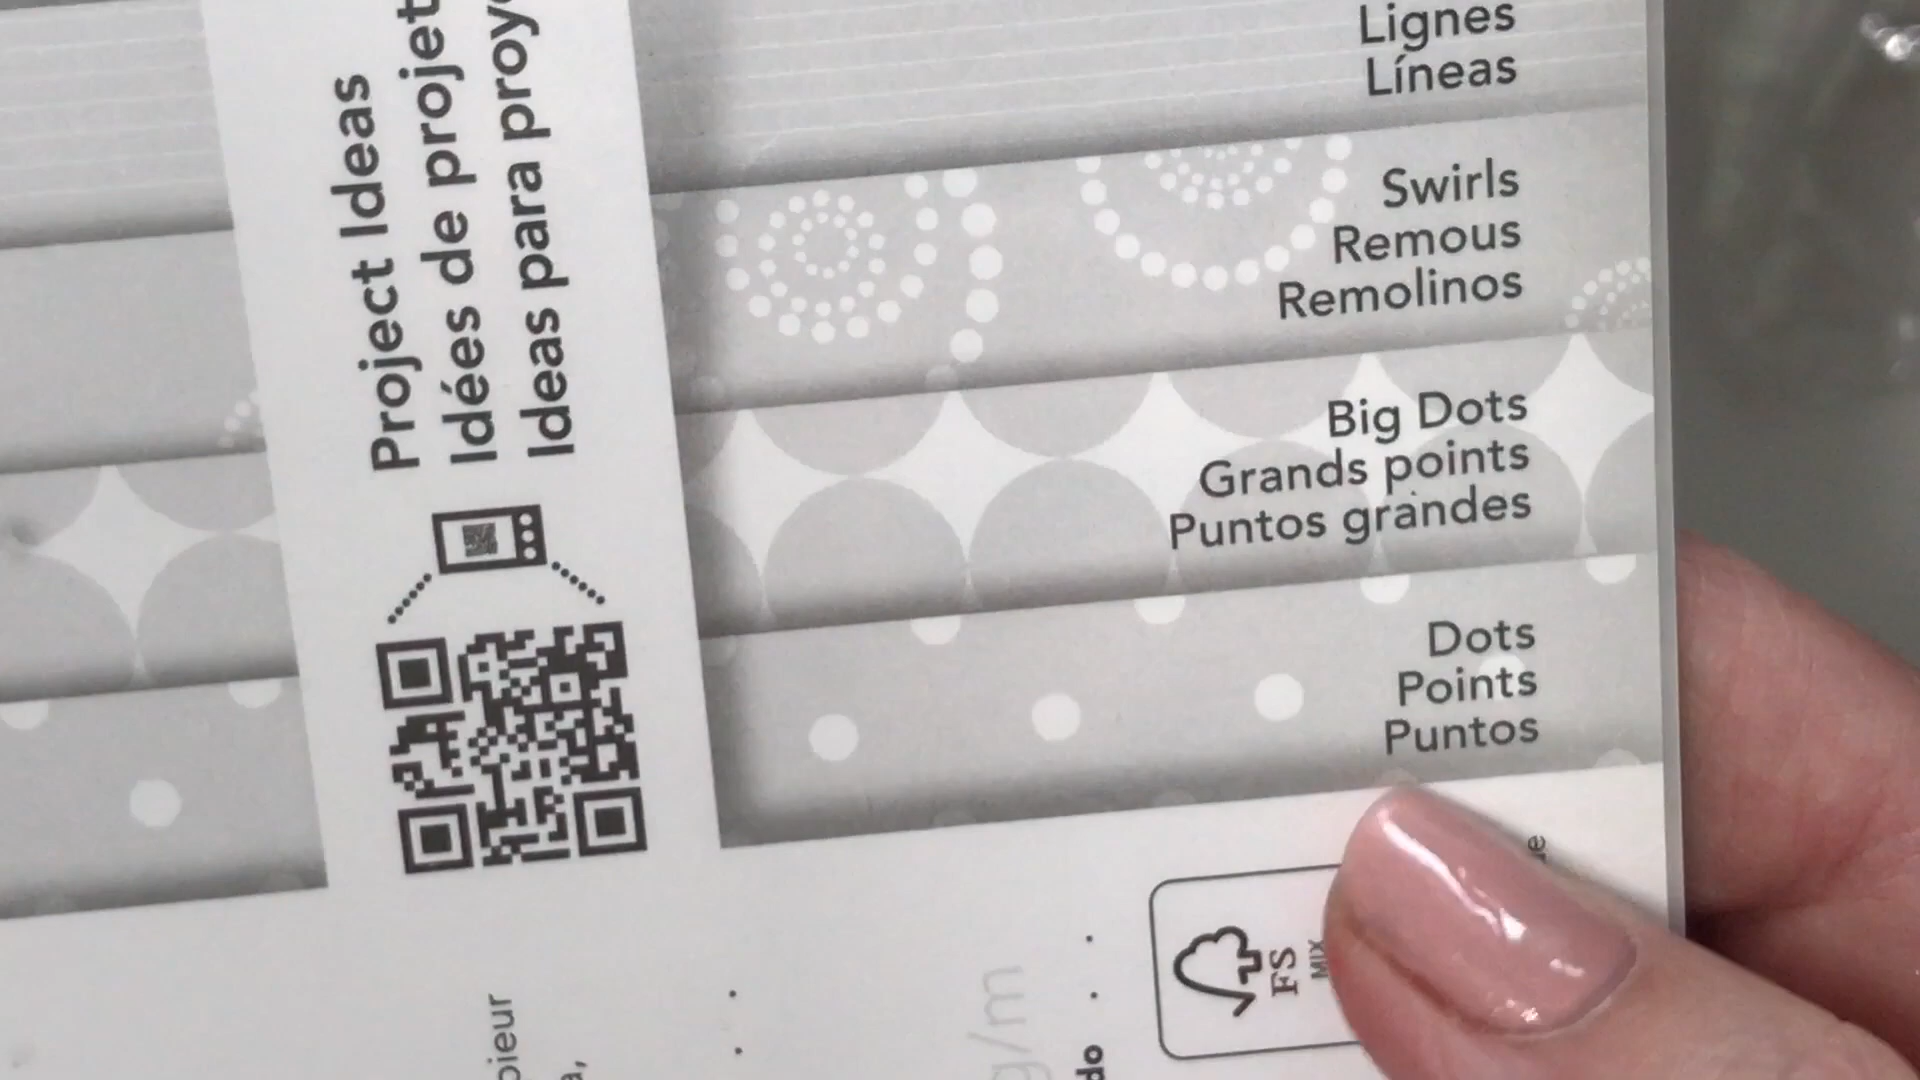 Lignes
Líneas
Swirls
Remous
Remolinos
Big Dots
Grands points
Puntos grandes
Dots
Points
Puntos
Project Ideas
Idées de projet
Ideas para proy
FS
MIX
g/m